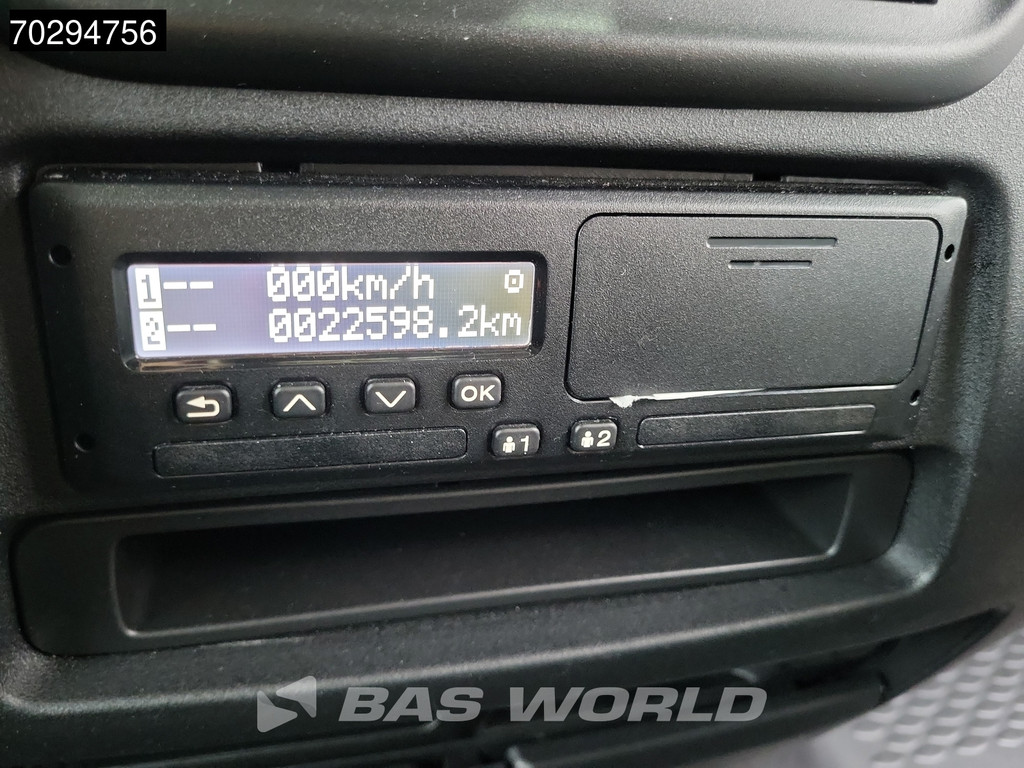 70294756
1-- 000km/h
2-- 0022598.2km
OK
1
2
BAS WORLD